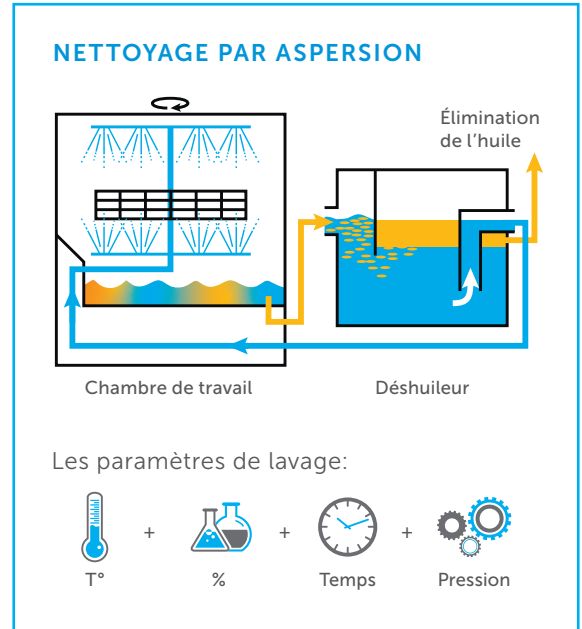 NETTOYAGE PAR ASPERSION
Élimination
de l'huile
Chambre de travail
Déshuileur
Les paramètres de lavage:
+
+
+
T°
%
Temps
Pression